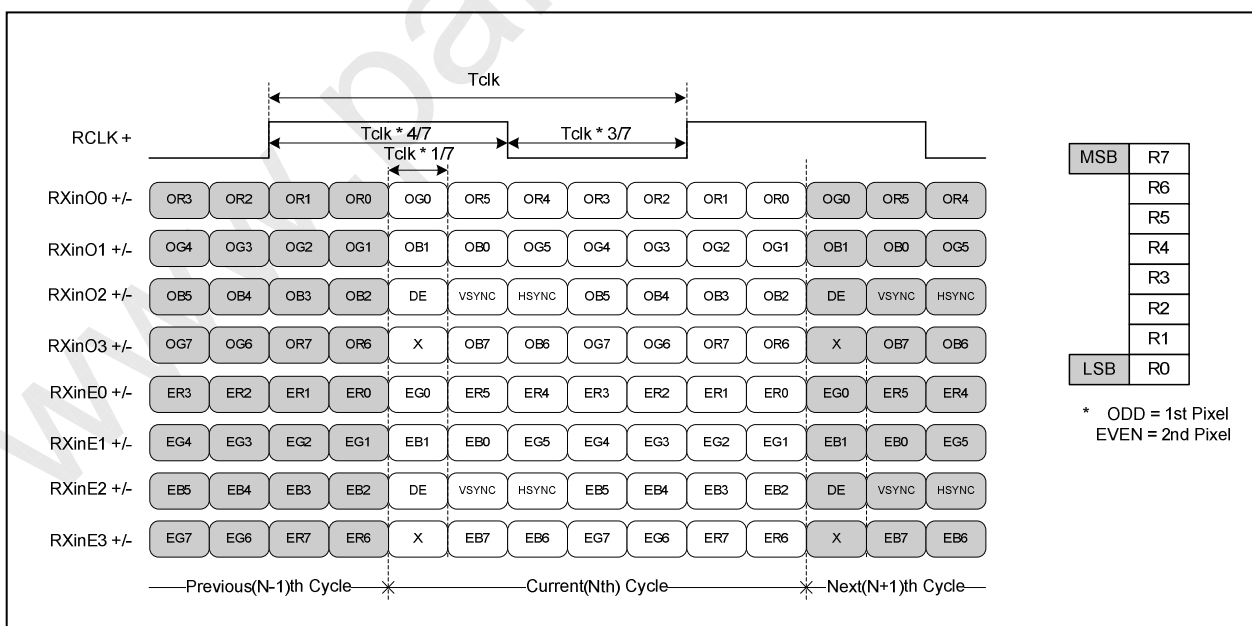 Tclk
RCLK +
Tclk * 4/7
Tclk * 3/7
Tclk * 1/7
RXinO0 +/- OR3 OR2 OR1 OR0 OG0 OR5 OR4 OR3 OR2 OR1 OR0 OG0 OR5 OR4
RXinO1 +/- OG4 OG3 OG2 OG1 OB1 OB0 OG5 OG4 OG3 OG2 OG1 OB1 OB0 OG5
RXinO2 +/- OB5 OB4 OB3 OB2 DE VSYNC HSYNC OB5 OB4 OB3 OB2 DE VSYNC HSYNC
RXinO3 +/- OG7 OG6 OR7 OR6 X OB7 OB6 OG7 OG6 OR7 OR6 X OB7 OB6
RXinE0 +/- ER3 ER2 ER1 ER0 EG0 ER5 ER4 ER3 ER2 ER1 ER0 EG0 ER5 ER4
RXinE1 +/- EG4 EG3 EG2 EG1 EB1 EB0 EG5 EG4 EG3 EG2 EG1 EB1 EB0 EG5
RXinE2 +/- EB5 EB4 EB3 EB2 DE VSYNC HSYNC EB5 EB4 EB3 EB2 DE VSYNC HSYNC
RXinE3 +/- EG7 EG6 ER7 ER6 X EB7 EB6 EG7 EG6 ER7 ER6 X EB7 EB6
Previous(N-1)th Cycle Current(Nth) Cycle Next(N+1)th Cycle
MSB R7
R6
R5
R4
R3
R2
R1
LSB R0
* ODD = 1st Pixel
EVEN = 2nd Pixel